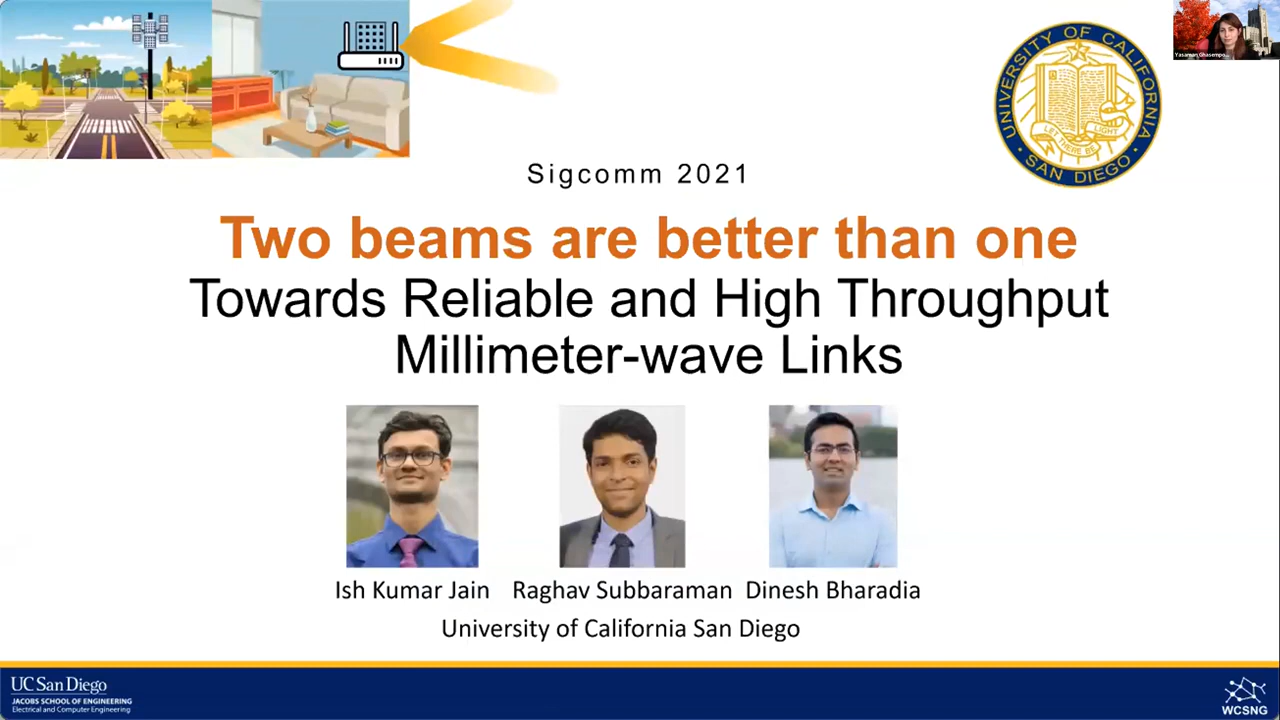 UNIVERSITY OF CALIFORNIA
SAN DIEGO
LET THERE BE LIGHT
Sigcomm 2021
Two beams are better than one
Towards Reliable and High Throughput
Millimeter-wave Links
Ish Kumar Jain Raghav Subbaraman Dinesh Bharadia
University of California San Diego
UC San Diego
JACOBS SCHOOL OF ENGINEERING
Electrical and Computer Engineering
WCSNG